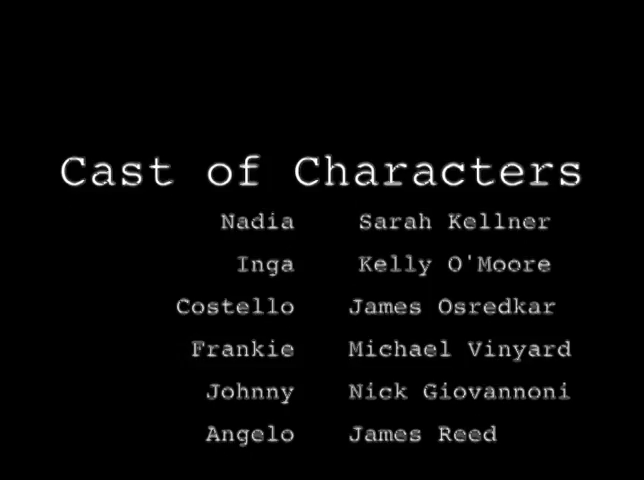 Cast of Characters
Nadia Sarah Kellner
Inga Kelly O'Moore
Costello James Osredkar
Frankie Michael Vinyard
Johnny Nick Giovannoni
Angelo James Reed